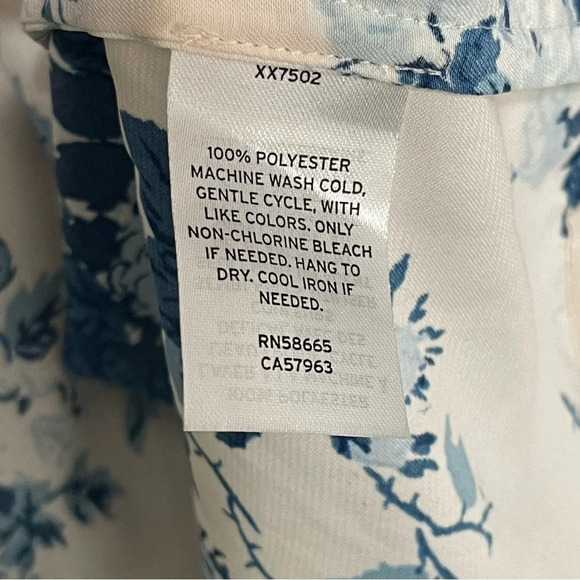 XX7502
100% POLYESTER
MACHINE WASH COLD,
GENTLE CYCLE, WITH
LIKE COLORS. ONLY
NON-CHLORINE BLEACH
IF NEEDED. HANG TO
DRY. COOL IRON IF
NEEDED.
RN58665
CA57963